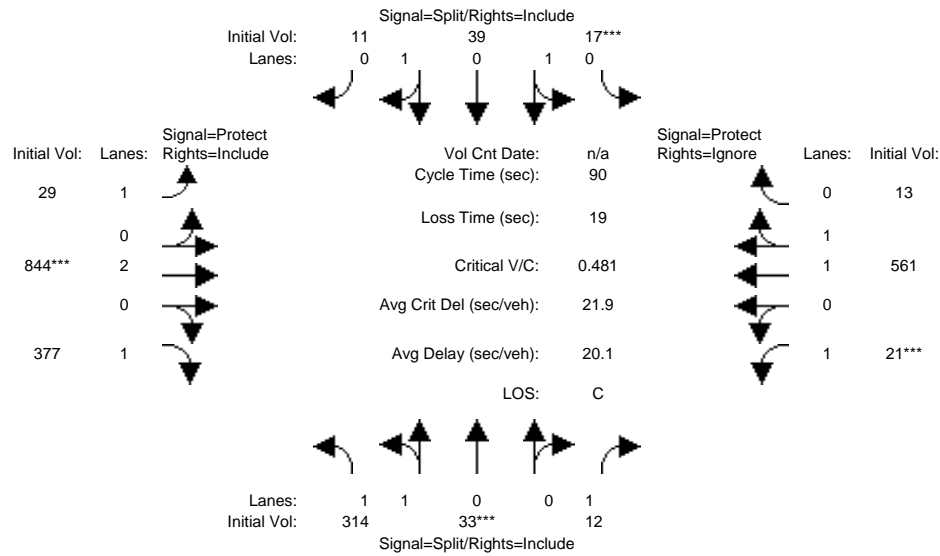 Signal=Split/Rights=Include
Initial Vol: 11 39 17***
Lanes: 0 1 0 1 0
Signal=Protect Signal=Protect
Initial Vol: Lanes: Rights=Include Vol Cnt Date: n/a Rights=Ignore Lanes: Initial Vol:
Cycle Time (sec): 90
29 1 0 13
Loss Time (sec): 19
0 1
844*** 2 Critical V/C: 0.481 1 561
0 Avg Crit Del (sec/veh): 21.9 0
377 1 Avg Delay (sec/veh): 20.1 1 21***
LOS: C
Lanes: 1 1 0 0 1
Initial Vol: 314 33*** 12
Signal=Split/Rights=Include